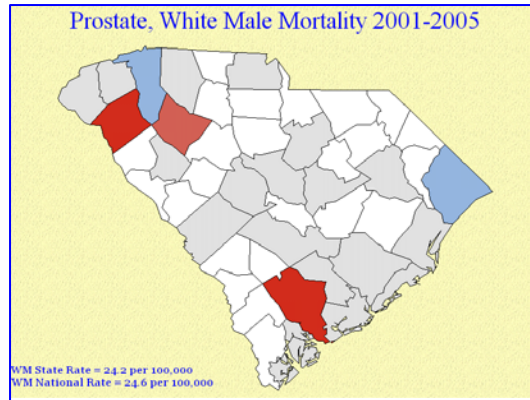 Prostate, White Male Mortality 2001-2005
WM State Rate = 24.2 per 100,000
WM National Rate = 24.6 per 100,000